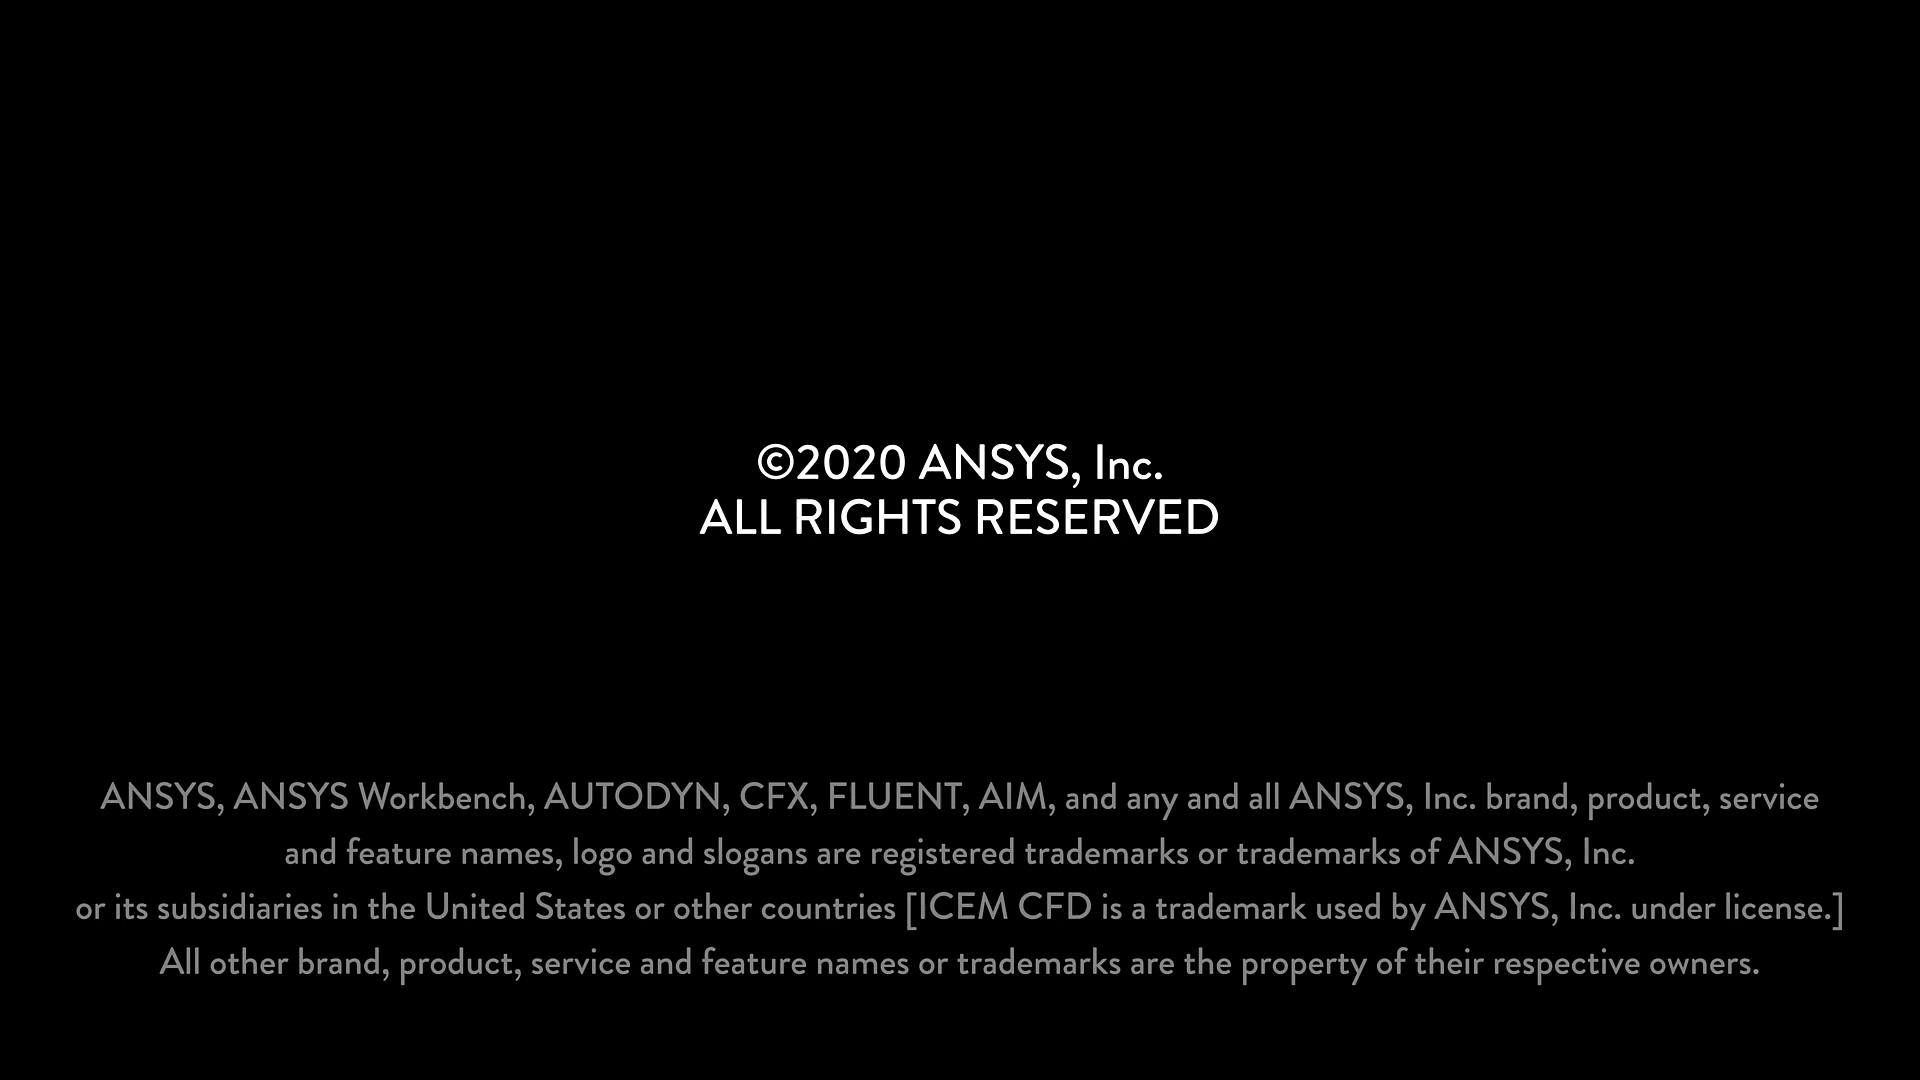 ©2020 ANSYS, Inc.
ALL RIGHTS RESERVED
ANSYS, ANSYS Workbench, AUTODYN, CFX, FLUENT, AIM, and any and all ANSYS, Inc. brand, product, service
and feature names, logo and slogans are registered trademarks or trademarks of ANSYS, Inc.
or its subsidiaries in the United States or other countries [ICEM CFD is a trademark used by ANSYS, Inc. under license.]
All other brand, product, service and feature names or trademarks are the property of their respective owners.